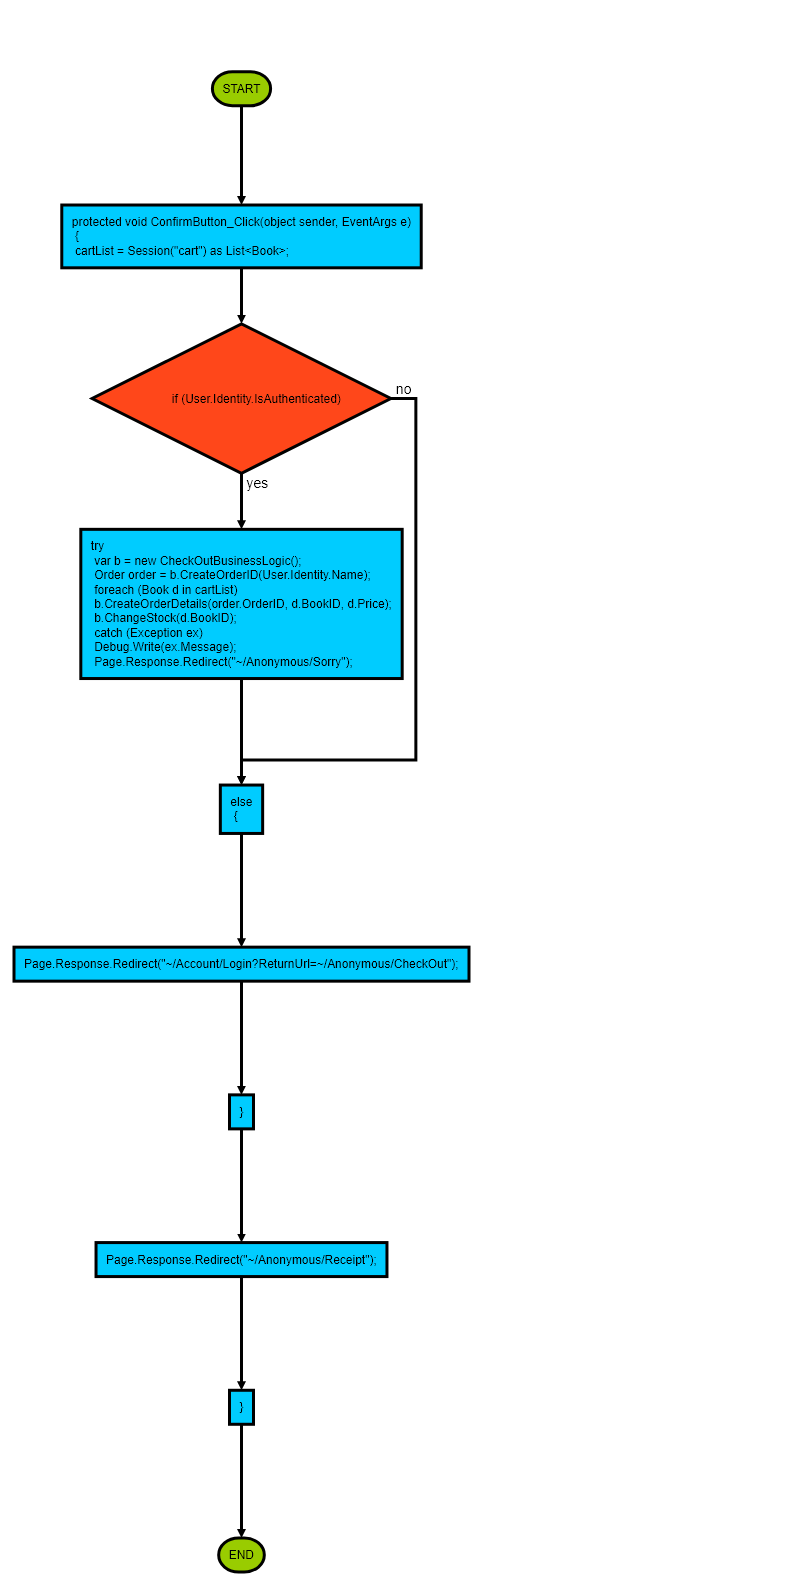 START
protected void ConfirmButton_Click(object sender, EventArgs e)
{
cartList = Session("cart") as List<Book>;
if (User.Identity.IsAuthenticated)
no
yes
try
var b = new CheckOutBusinessLogic();
Order order = b.CreateOrderID(User.Identity.Name);
foreach (Book d in cartList)
b.CreateOrderDetails(order.OrderID, d.BookID, d.Price);
b.ChangeStock(d.BookID);
catch (Exception ex)
Debug.Write(ex.Message);
Page.Response.Redirect("~/Anonymous/Sorry");
else
{
Page.Response.Redirect("~/Account/Login?ReturnUrl=~/Anonymous/CheckOut");
}
Page.Response.Redirect("~/Anonymous/Receipt");
}
END